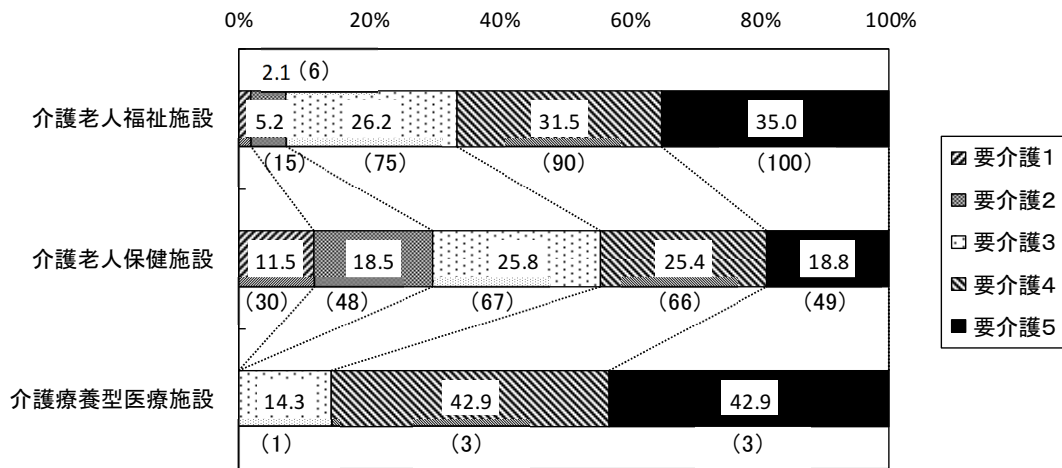 0% 20% 40% 60% 80% 100%
2.1(6)
介護老人福祉施設 5.2 26.2 31.5 35.0
(15) (75) (90) (100)
介護老人保健施設 11.5 18.5 25.8 25.4 18.8
(30) (48) (67) (66) (49)
介護療養型医療施設 14.3 42.9 42.9
(1) (3) (3)
要介護1
要介護2
要介護3
要介護4
要介護5